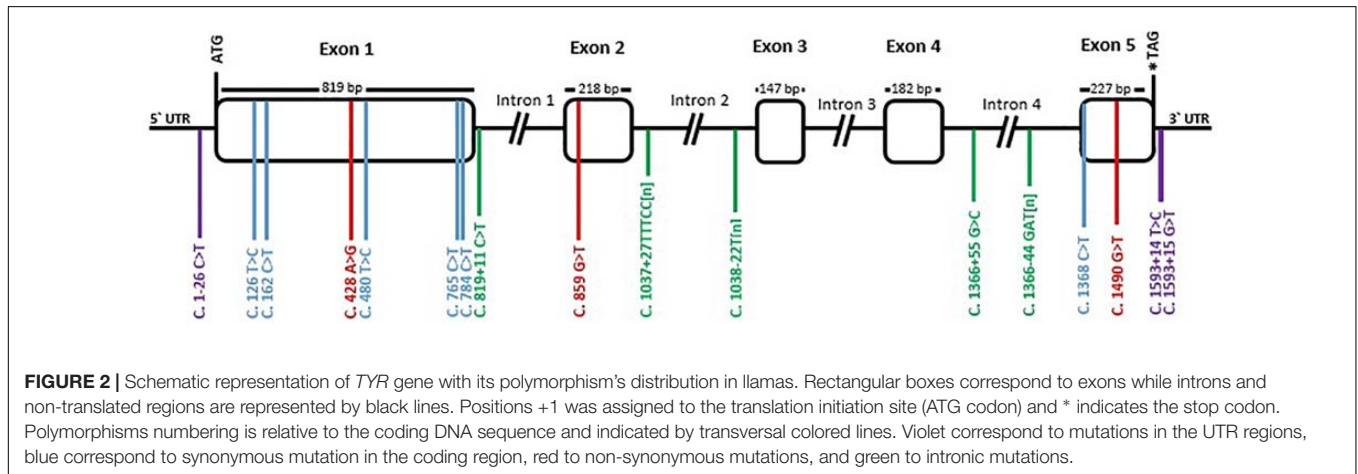 ATG
Exon 1
Exon 2
Exon 3
Exon 4
Exon 5
* TAG
819 bp
218 bp
147 bp
182 bp
227 bp
5` UTR
Intron 1
Intron 2
Intron 3
Intron 4
3` UTR
C. 1-26 C>T
C. 126 T>C
C. 162 C>T
C. 428 A>G
C. 480 T>C
C. 765 C>T
C. 784 C>T
C. 819+11 C>T
C. 859 G>T
C. 1037+27TTTCC[n]
C. 1038-22T[n]
C. 1366+55 G>C
C. 1366-44 GAT[n]
C. 1368 C>T
C. 1490 G>T
C. 1593+14 T>C
C. 1593+15 G>T
FIGURE 2 | Schematic representation of TYR gene with its polymorphism's distribution in llamas. Rectangular boxes correspond to exons while introns and
non-translated regions are represented by black lines. Positions +1 was assigned to the translation initiation site (ATG codon) and * indicates the stop codon.
Polymorphisms numbering is relative to the coding DNA sequence and indicated by transversal colored lines. Violet correspond to mutations in the UTR regions,
blue correspond to synonymous mutation in the coding region, red to non-synonymous mutations, and green to intronic mutations.